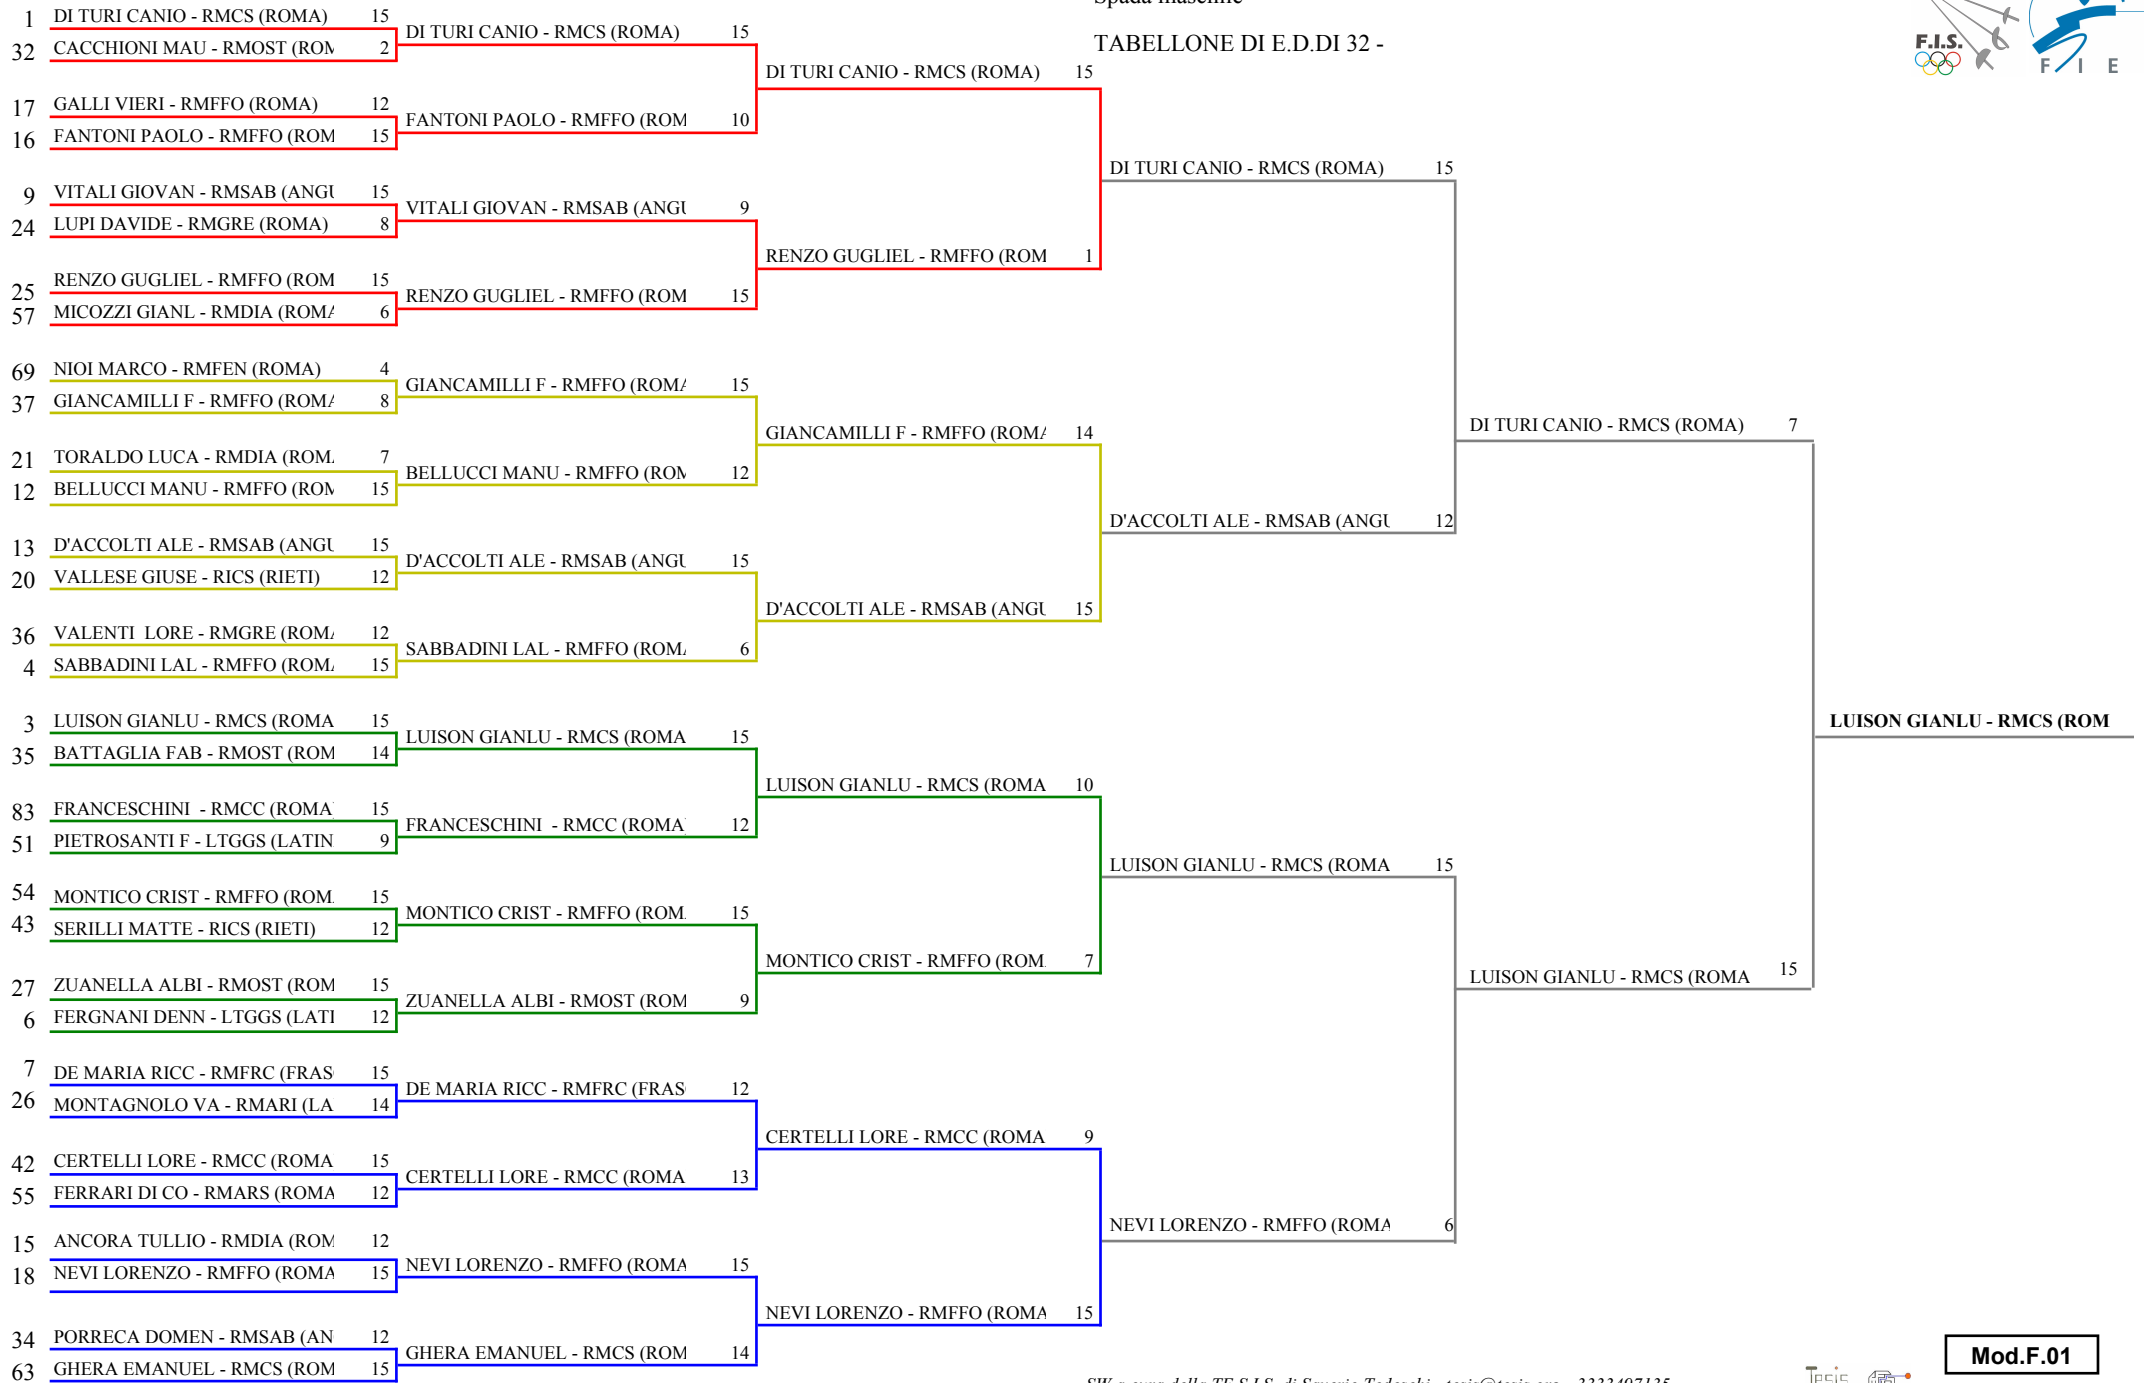 Spada maschile
TABELLONE DI E.D.DI 32 -
F.I.S.
F I E
1 DI TURI CANIO - RMCS (ROMA) 15
32 CACCHIONI MAU - RMOST (ROM 2
17 GALLI VIERI - RMFFO (ROMA) 12
16 FANTONI PAOLO - RMFFO (ROM 15
9 VITALI GIOVAN - RMSAB (ANGU 15
24 LUPI DAVIDE - RMGRE (ROMA) 8
25 RENZO GUGLIEL - RMFFO (ROM 15
57 MICOZZI GIANL - RMDIA (ROMA 6
69 NIOI MARCO - RMFEN (ROMA) 4
37 GIANCAMILLI F - RMFFO (ROMA 8
21 TORALDO LUCA - RMDIA (ROMA 7
12 BELLUCCI MANU - RMFFO (ROM 15
13 D'ACCOLTI ALE - RMSAB (ANGU 15
20 VALLESE GIUSE - RICS (RIETI) 12
36 VALENTI LORE - RMGRE (ROMA 12
4 SABBADINI LAL - RMFFO (ROMA 15
3 LUISON GIANLU - RMCS (ROMA 15
35 BATTAGLIA FAB - RMOST (ROM 14
83 FRANCESCHINI - RMCC (ROMA) 15
51 PIETROSANTI F - LTGGS (LATIN 9
54 MONTICO CRIST - RMFFO (ROM 15
43 SERILLI MATTE - RICS (RIETI) 12
27 ZUANELLA ALBI - RMOST (ROM 15
6 FERGNANI DENN - LTGGS (LATI 12
7 DE MARIA RICC - RMFRC (FRAS 15
26 MONTAGNOLO VA - RMARI (LA 14
42 CERTELLI LORE - RMCC (ROMA 15
55 FERRARI DI CO - RMARS (ROMA 12
15 ANCORA TULLIO - RMDIA (ROM 12
18 NEVI LORENZO - RMFFO (ROMA 15
34 PORRECA DOMEN - RMSAB (AN 12
63 GHERA EMANUEL - RMCS (ROM 15
DI TURI CANIO - RMCS (ROMA) 15
FANTONI PAOLO - RMFFO (ROM 10
VITALI GIOVAN - RMSAB (ANGU 9
RENZO GUGLIEL - RMFFO (ROM 15
GIANCAMILLI F - RMFFO (ROMA 15
BELLUCCI MANU - RMFFO (ROM 12
D'ACCOLTI ALE - RMSAB (ANGU 15
SABBADINI LAL - RMFFO (ROMA 6
LUISON GIANLU - RMCS (ROMA 15
FRANCESCHINI - RMCC (ROMA) 12
MONTICO CRIST - RMFFO (ROM 15
ZUANELLA ALBI - RMOST (ROM 9
DE MARIA RICC - RMFRC (FRAS 12
CERTELLI LORE - RMCC (ROMA 13
NEVI LORENZO - RMFFO (ROMA 15
GHERA EMANUEL - RMCS (ROM 14
DI TURI CANIO - RMCS (ROMA) 15
RENZO GUGLIEL - RMFFO (ROM 1
GIANCAMILLI F - RMFFO (ROMA 14
D'ACCOLTI ALE - RMSAB (ANGU 15
LUISON GIANLU - RMCS (ROMA 10
MONTICO CRIST - RMFFO (ROM 7
CERTELLI LORE - RMCC (ROMA 9
NEVI LORENZO - RMFFO (ROMA 15
DI TURI CANIO - RMCS (ROMA) 15
D'ACCOLTI ALE - RMSAB (ANGU 12
LUISON GIANLU - RMCS (ROMA 15
NEVI LORENZO - RMFFO (ROMA 6
DI TURI CANIO - RMCS (ROMA) 7
LUISON GIANLU - RMCS (ROMA 15
LUISON GIANLU - RMCS (ROM
SW a cura della TE.S.I.S. di Saverio Tedeschi - tesis@tesis.org - 3333497135
Tesis
Mod.F.01